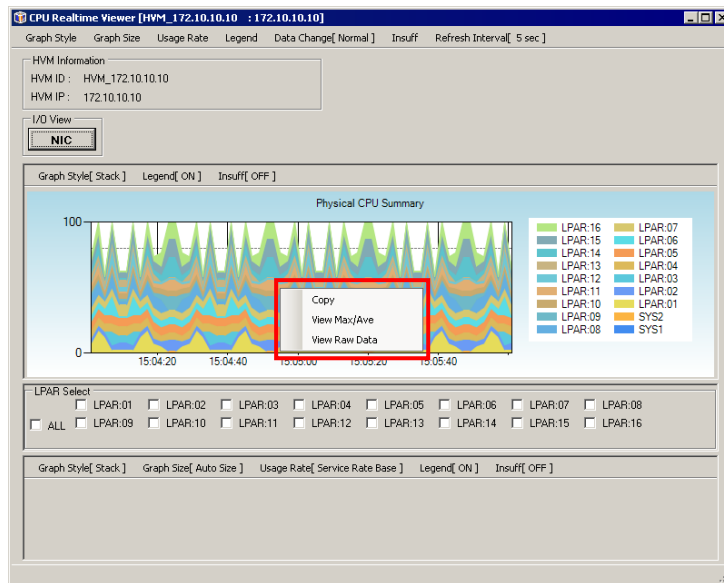 CPU Realtime Viewer [HVM_172.10.10.10 : 172.10.10.10]
Graph Style Graph Size Usage Rate Legend Data Change[ Normal ] Insuff Refresh Interval[ 5 sec ]
HVM Information
HVM ID : HVM_172.10.10.10
HVM IP : 172.10.10.10
I/O View
NIC
Graph Style[ Stack ] Legend[ ON ] Insuff[ OFF ]
Physical CPU Summary
100
0
15:04:20 15:04:40 15:05:00 15:05:20 15:05:40
LPAR:16 LPAR:07
LPAR:15 LPAR:06
LPAR:14 LPAR:05
LPAR:13 LPAR:04
LPAR:12 LPAR:03
LPAR:11 LPAR:02
LPAR:10 LPAR:01
LPAR:09 SYS2
LPAR:08 SYS1
Copy
View Max/Ave
View Raw Data
LPAR Select
LPAR:01 LPAR:02 LPAR:03 LPAR:04 LPAR:05 LPAR:06 LPAR:07 LPAR:08
ALL LPAR:09 LPAR:10 LPAR:11 LPAR:12 LPAR:13 LPAR:14 LPAR:15 LPAR:16
Graph Style[ Stack ] Graph Size[ Auto Size ] Usage Rate[ Service Rate Base ] Legend[ ON ] Insuff[ OFF ]